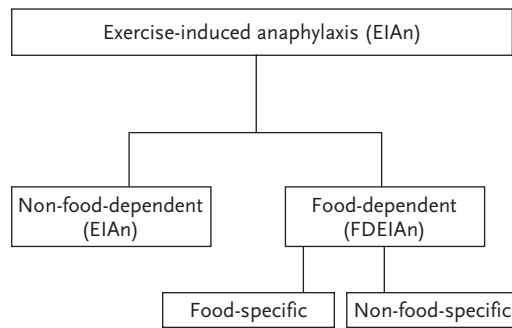 Exercise-induced anaphylaxis (EIAn)
Non-food-dependent
(EIAn)
Food-dependent
(FDEIAn)
Food-specific
Non-food-specific